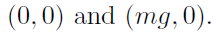 (0, 0) and (mg, 0).